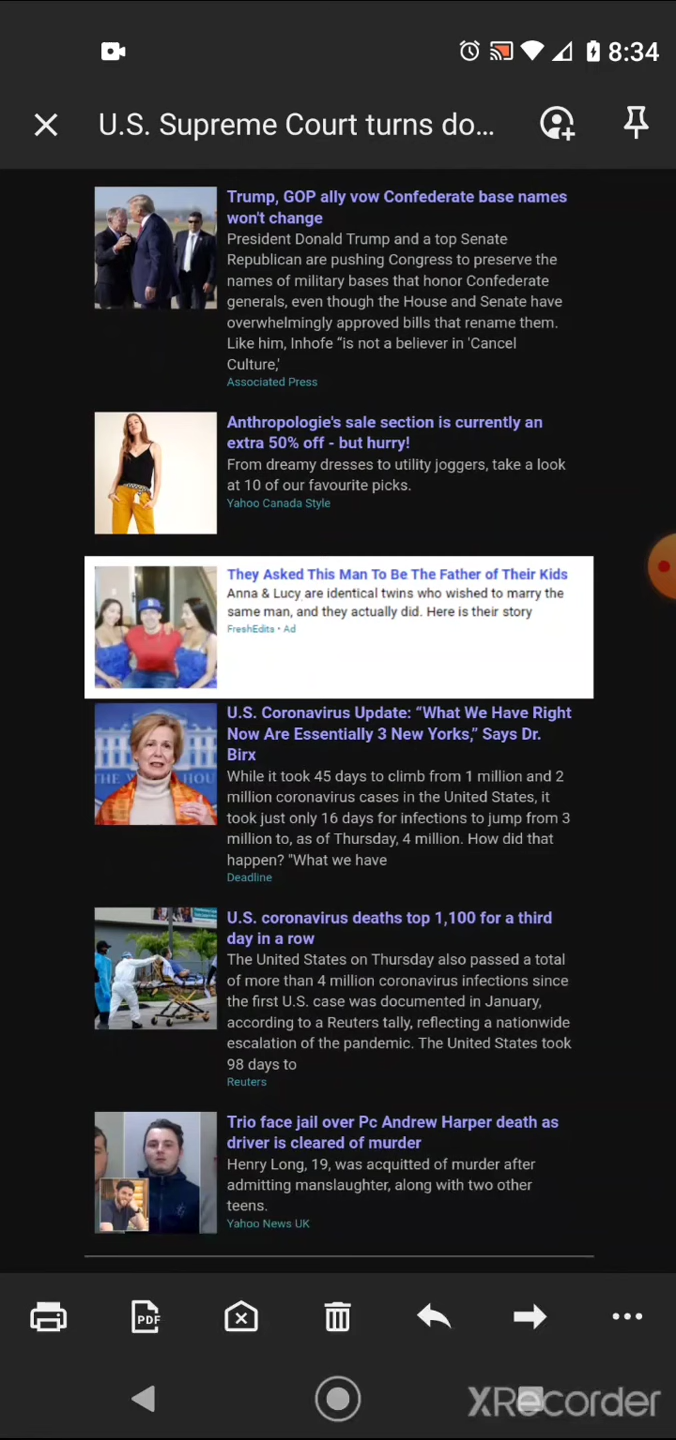 8:34
U.S. Supreme Court turns do...
Trump, GOP ally vow Confederate base names
won't change
President Donald Trump and a top Senate
Republican are pushing Congress to preserve the
names of military bases that honor Confederate
generals, even though the House and Senate have
overwhelmingly approved bills that rename them.
Like him, Inhofe “is not a believer in 'Cancel
Culture,'
Associated Press
Anthropologie's sale section is currently an
extra 50% off - but hurry!
From dreamy dresses to utility joggers, take a look
at 10 of our favourite picks.
Yahoo Canada Style
They Asked This Man To Be The Father of Their Kids
Anna & Lucy are identical twins who wished to marry the
same man, and they actually did. Here is their story
FreshEdits • Ad
U.S. Coronavirus Update: “What We Have Right
Now Are Essentially 3 New Yorks,” Says Dr.
Birx
While it took 45 days to climb from 1 million and 2
million coronavirus cases in the United States, it
took just only 16 days for infections to jump from 3
million to, as of Thursday, 4 million. How did that
happen? "What we have
Deadline
U.S. coronavirus deaths top 1,100 for a third
day in a row
The United States on Thursday also passed a total
of more than 4 million coronavirus infections since
the first U.S. case was documented in January,
according to a Reuters tally, reflecting a nationwide
escalation of the pandemic. The United States took
98 days to
Reuters
Trio face jail over Pc Andrew Harper death as
driver is cleared of murder
Henry Long, 19, was acquitted of murder after
admitting manslaughter, along with two other
teens.
Yahoo News UK
PDF
XRecorder